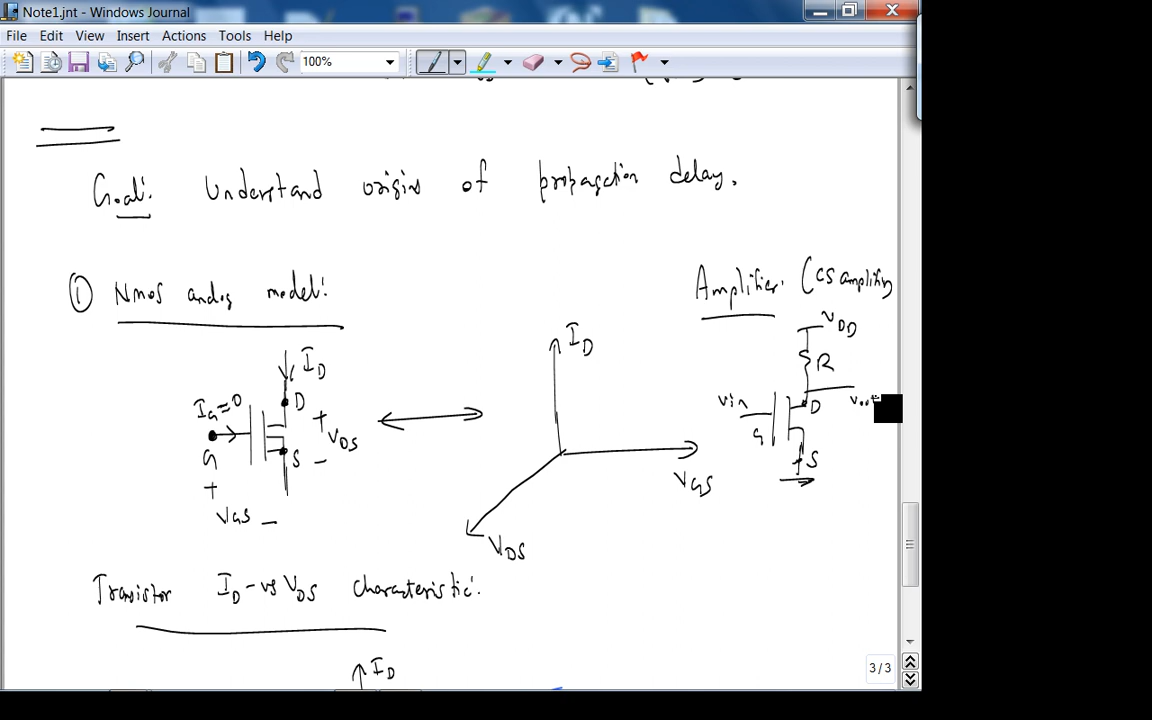 Note1.jnt - Windows Journal
File Edit View Insert Actions Tools Help
100%
Goal: Understand origins of propagation delay.
① Nmos analog model:
Amplifier: (CS amplifier
VDD
R
Vin
G
D
Vout
S
ID
IG=0
D
+
VDS
-
S
G
+
VGS -
ID
VGS
VDS
Transistor ID-vs VDS characteristic:
ID
3/3